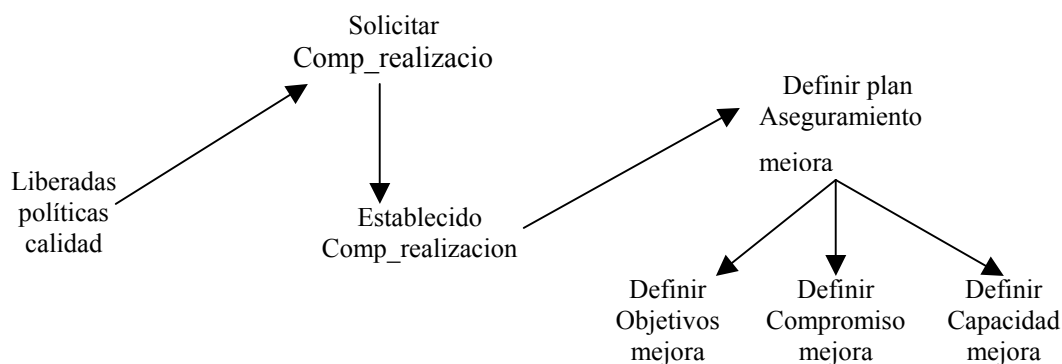 Solicitar
Comp_realizacio
Definir plan
Aseguramiento
mejora
Liberadas
políticas
calidad
Establecido
Comp_realizacion
Definir
Objetivos
mejora
Definir
Compromiso
mejora
Definir
Capacidad
mejora